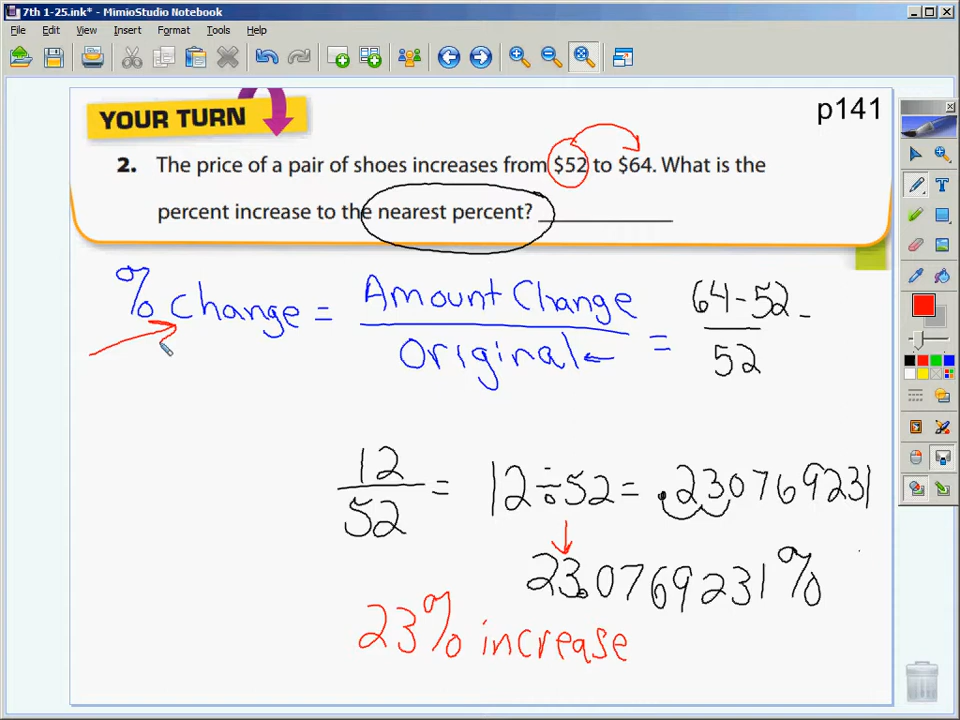 7th 1-25.ink* - MimioStudio Notebook
File Edit View Insert Format Tools Help
YOUR TURN
p141
2. The price of a pair of shoes increases from $52 to $64. What is the
percent increase to the nearest percent? ____________
% Change = Amount Change / Original ← = 64-52 / 52 -
12/52 = 12÷52 = .230769231
23.0769231%
23% increase
T